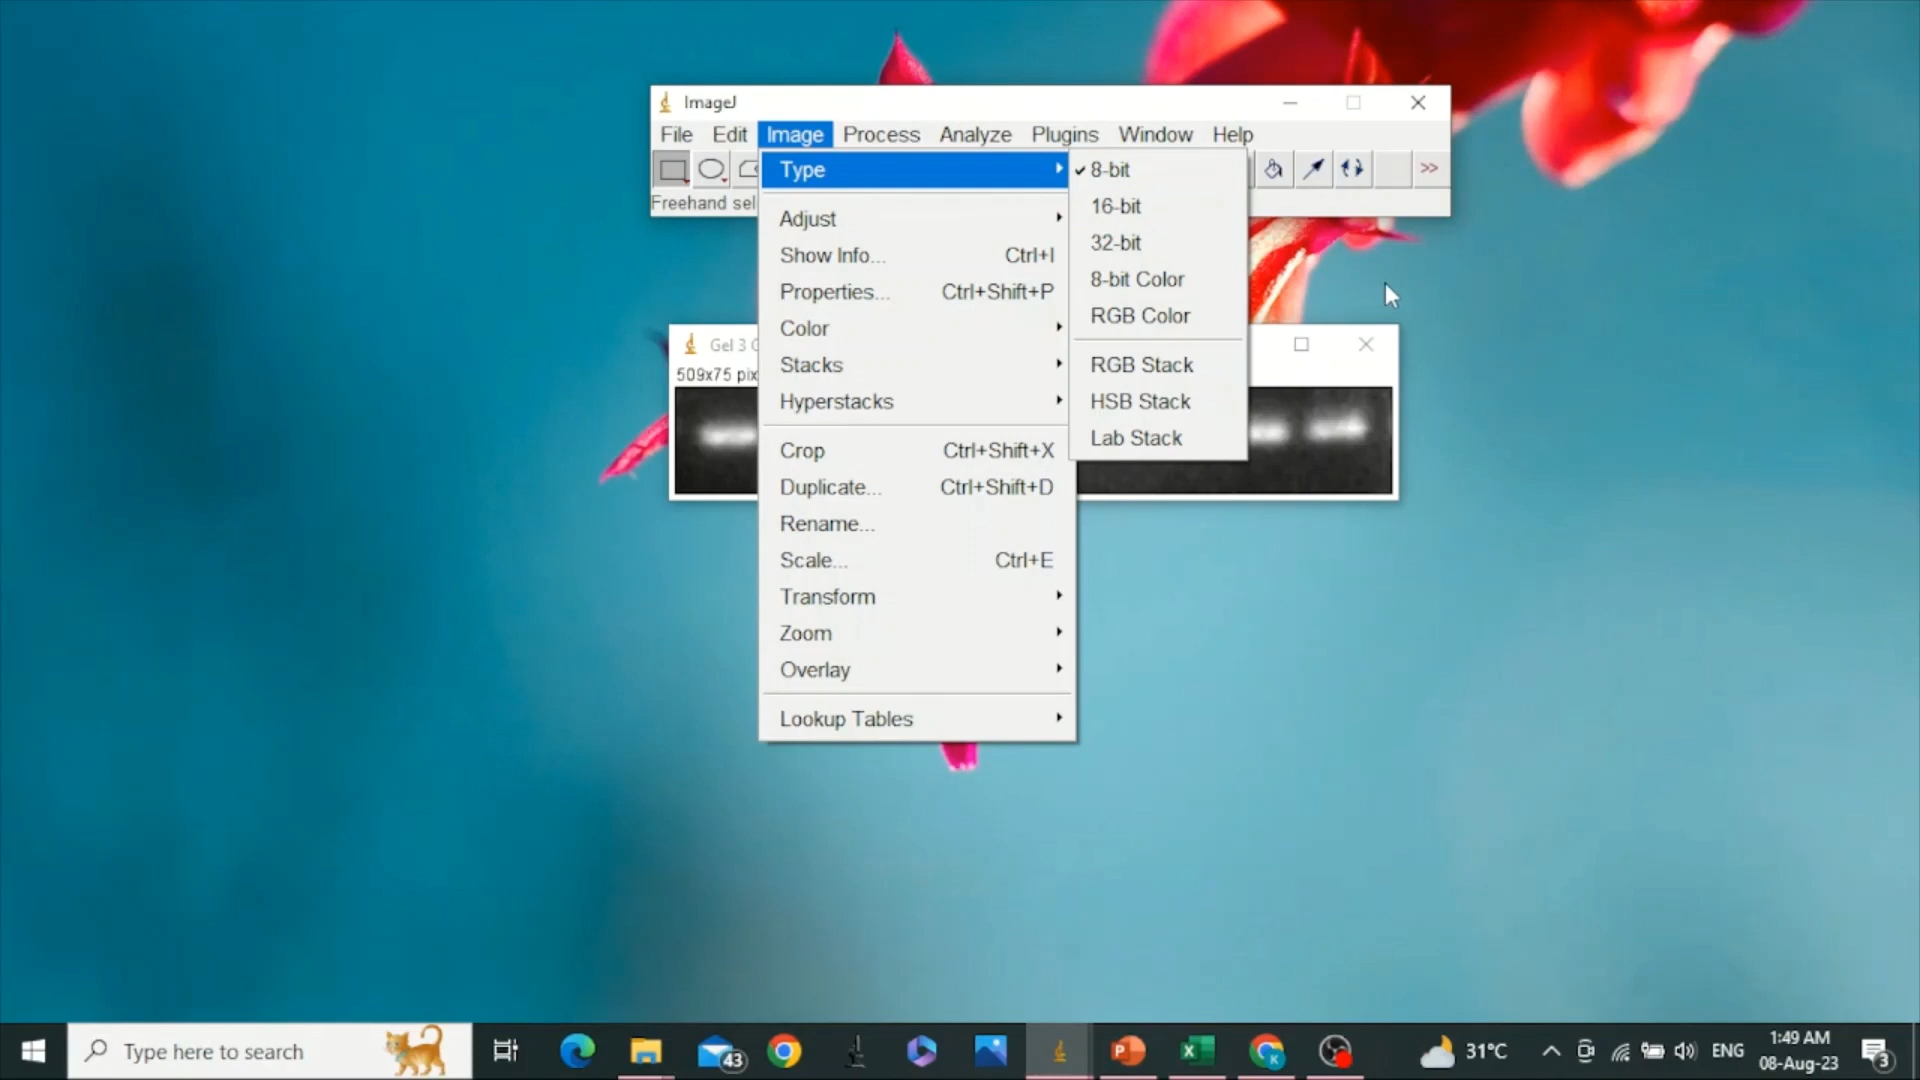 ImageJ
File Edit Image Process Analyze Plugins Window Help
Freehand sel
Type
Adjust
Show Info... Ctrl+I
Properties... Ctrl+Shift+P
Color
Stacks
Hyperstacks
Crop Ctrl+Shift+X
Duplicate... Ctrl+Shift+D
Rename...
Scale... Ctrl+E
Transform
Zoom
Overlay
Lookup Tables
8-bit
16-bit
32-bit
8-bit Color
RGB Color
RGB Stack
HSB Stack
Lab Stack
>>
Gel 3
509x75 pix
Type here to search
43
P
X
K
31°C
ENG
1:49 AM
08-Aug-23
3